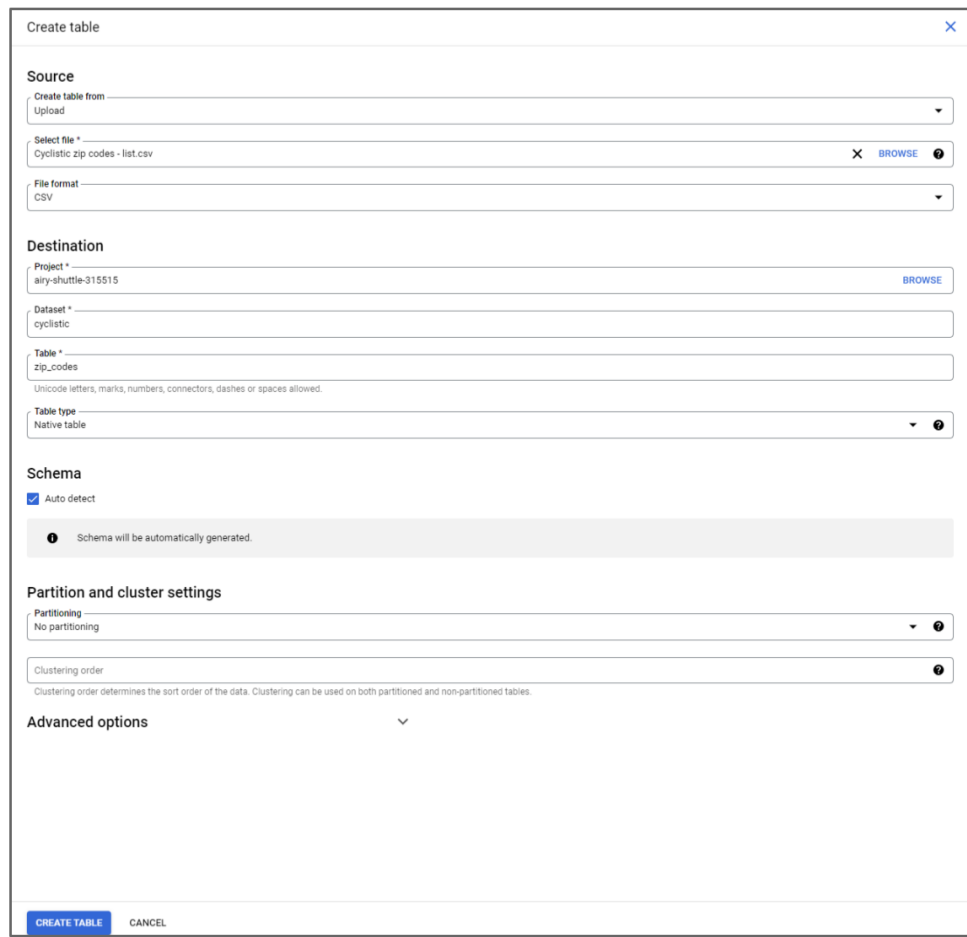 Create table
Source
Create table from
Upload
Select file *
Cyclistic zip codes - list.csv
BROWSE
File format
CSV
Destination
Project *
airy-shuttle-315515
BROWSE
Dataset *
cyclistic
Table *
zip_codes
Unicode letters, marks, numbers, connectors, dashes or spaces allowed.
Table type
Native table
Schema
Auto detect
Schema will be automatically generated.
Partition and cluster settings
Partitioning
No partitioning
Clustering order
Clustering order determines the sort order of the data. Clustering can be used on both partitioned and non-partitioned tables.
Advanced options
CREATE TABLE CANCEL